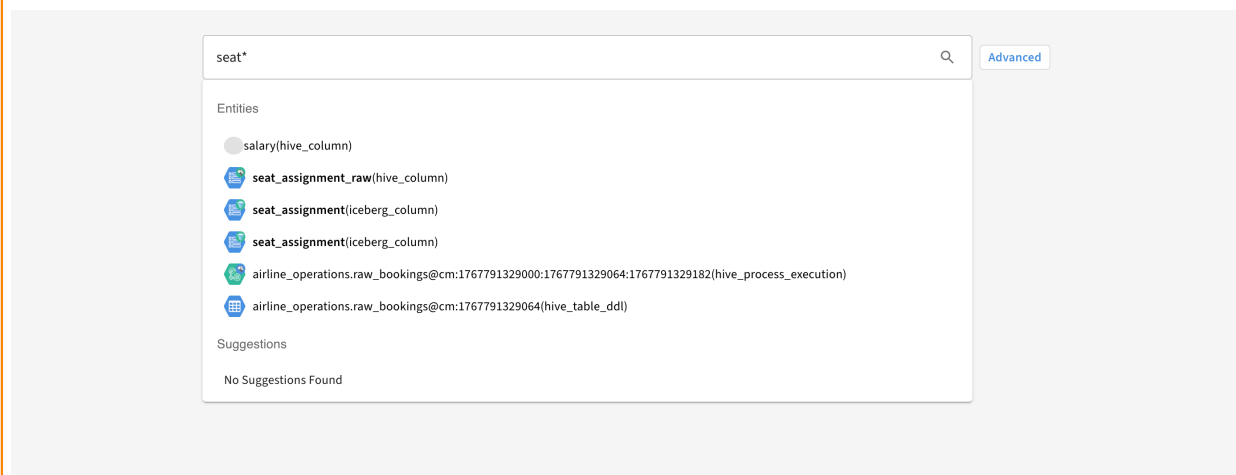 seat*
Advanced
Entities
salary(hive_column)
seat_assignment_raw(hive_column)
seat_assignment(iceberg_column)
seat_assignment(iceberg_column)
airline_operations.raw_bookings@cm:1767791329000:1767791329064:1767791329182(hive_process_execution)
airline_operations.raw_bookings@cm:1767791329064(hive_table_ddl)
Suggestions
No Suggestions Found